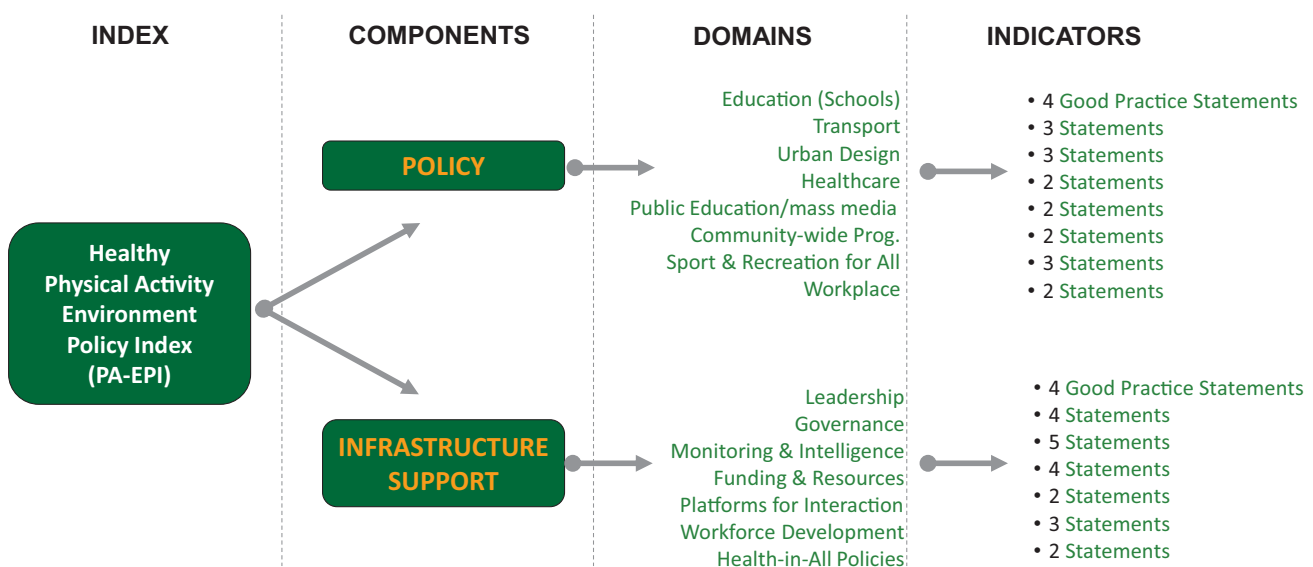 INDEX
COMPONENTS
DOMAINS
INDICATORS
Healthy
Physical Activity
Environment
Policy Index
(PA-EPI)
POLICY
Education (Schools)
Transport
Urban Design
Healthcare
Public Education/mass media
Community-wide Prog.
Sport & Recreation for All
Workplace
• 4 Good Practice Statements
• 3 Statements
• 3 Statements
• 2 Statements
• 2 Statements
• 2 Statements
• 3 Statements
• 2 Statements
INFRASTRUCTURE
SUPPORT
Leadership
Governance
Monitoring & Intelligence
Funding & Resources
Platforms for Interaction
Workforce Development
Health-in-All Policies
• 4 Good Practice Statements
• 4 Statements
• 5 Statements
• 4 Statements
• 2 Statements
• 3 Statements
• 2 Statements